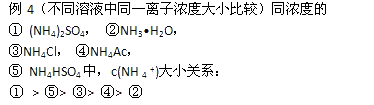 例 4（不同溶液中同一离子浓度大小比较）同浓度的
① (NH₄)₂SO₄， ②NH₃•H₂O，
③NH₄Cl， ④NH₄Ac，
⑤ NH₄HSO₄ 中，c(NH ₄⁺)大小关系：
① ＞⑤＞③＞④＞②